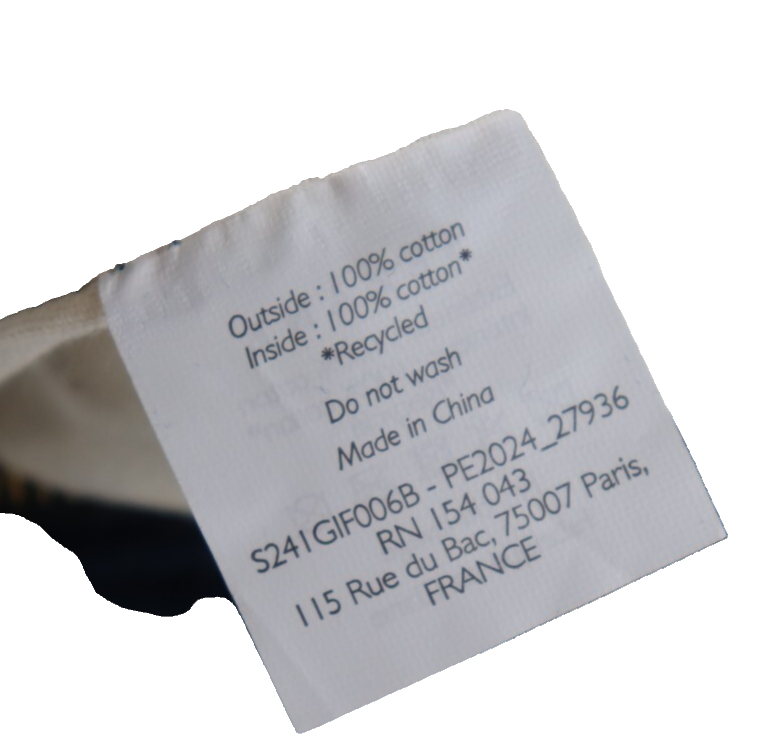 Outside : 100% cotton
Inside : 100% cotton*
*Recycled
Do not wash
Made in China
S241GIF006B - PE2024_27936
RN 154 043
115 Rue du Bac, 75007 Paris,
FRANCE